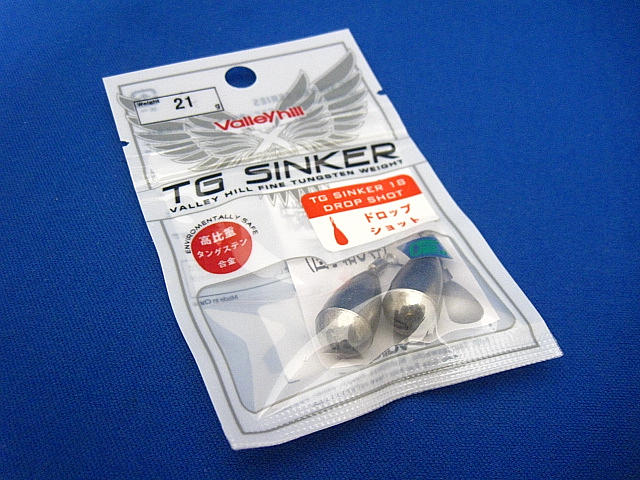 Weight 21 g
Valleyhill
TG SINKER
VALLEY HILL FINE TUNGSTEN WEIGHT
TG SINKER 18
DROP SHOT
ドロップ
ショット
ENVIROMENTALLY SAFE
高比重
タングステン
合金